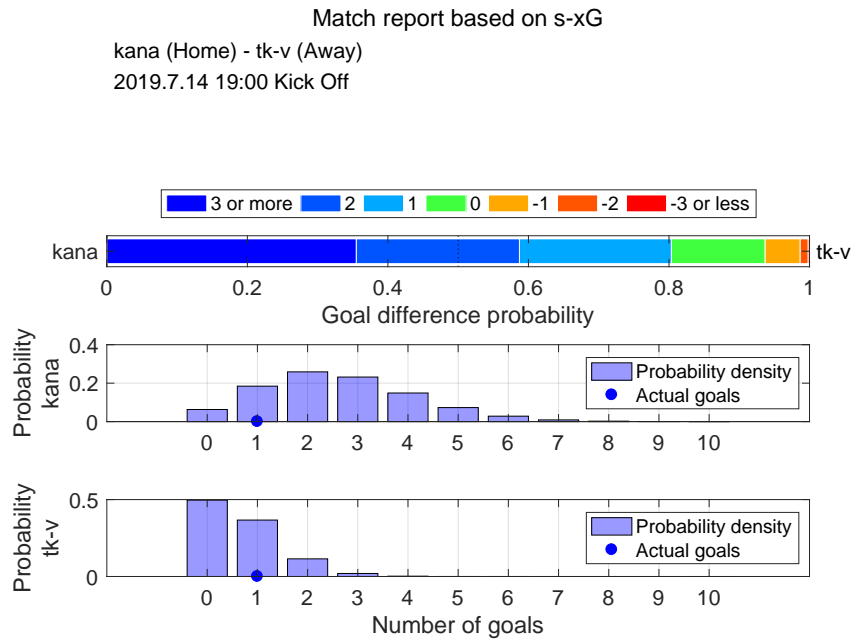 Match report based on s-xG
kana (Home) - tk-v (Away)
2019.7.14 19:00 Kick Off
3 or more 2 1 0 -1 -2 -3 or less
kana tk-v
0 0.2 0.4 0.6 0.8 1
Goal difference probability
Probability
kana
0.4
0.2
0
Probability density
Actual goals
0 1 2 3 4 5 6 7 8 9 10
Probability
tk-v
0.5
0
Probability density
Actual goals
0 1 2 3 4 5 6 7 8 9 10
Number of goals